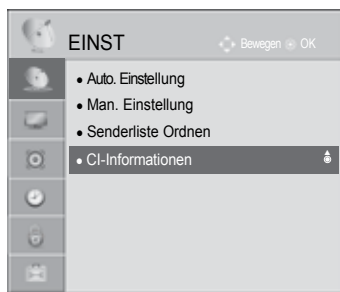 EINST
Bewegen OK
• Auto. Einstellung
• Man. Einstellung
• Senderliste Ordnen
• CI-Informationen